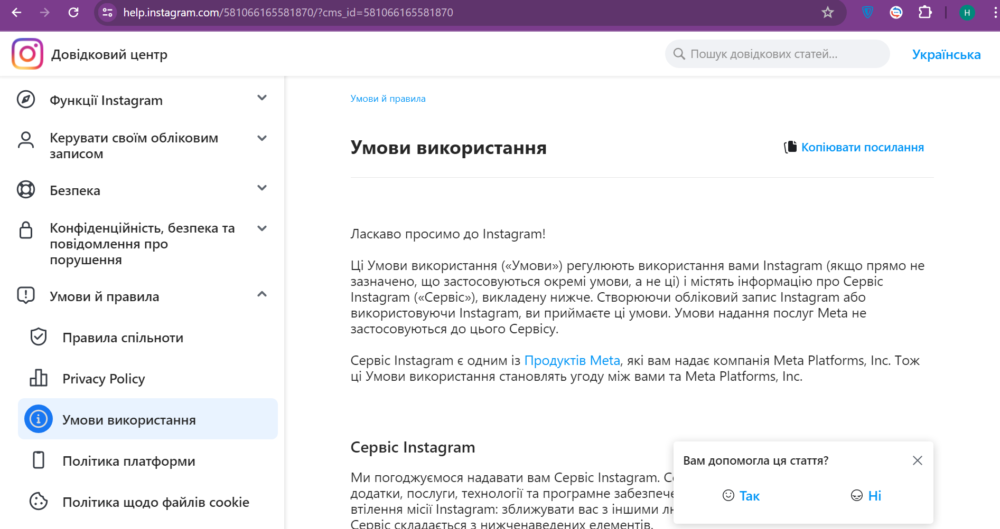 help.instagram.com/581066165581870/?cms_id=581066165581870
H
Довідковий центр
Пошук довідкових статей...
Українська
Функції Instagram
Керувати своїм обліковим
записом
Безпека
Конфіденційність, безпека та
повідомлення про
порушення
Умови й правила
Правила спільноти
Privacy Policy
Умови використання
Політика платформи
Політика щодо файлів cookie
Умови й правила
Умови використання
Копіювати посилання
Ласкаво просимо до Instagram!
Ці Умови використання («Умови») регулюють використання вами Instagram (якщо прямо не
зазначено, що застосовуються окремі умови, а не ці) і містять інформацію про Сервіс
Instagram («Сервіс»), викладену нижче. Створюючи обліковий запис Instagram або
використовуючи Instagram, ви приймаєте ці умови. Умови надання послуг Meta не
застосовуються до цього Сервісу.
Сервіс Instagram є одним із Продуктів Meta, які вам надає компанія Meta Platforms, Inc. Тож
ці Умови використання становлять угоду між вами та Meta Platforms, Inc.
Сервіс Instagram
Ми погоджуємося надавати вам Сервіс Instagram.
додатки, послуги, технології та програмне
втілення місії Instagram: зближувати вас з іншими
Сервіс складається з нижченаведених елементів.
Вам допомогла ця стаття?
Так
Ні